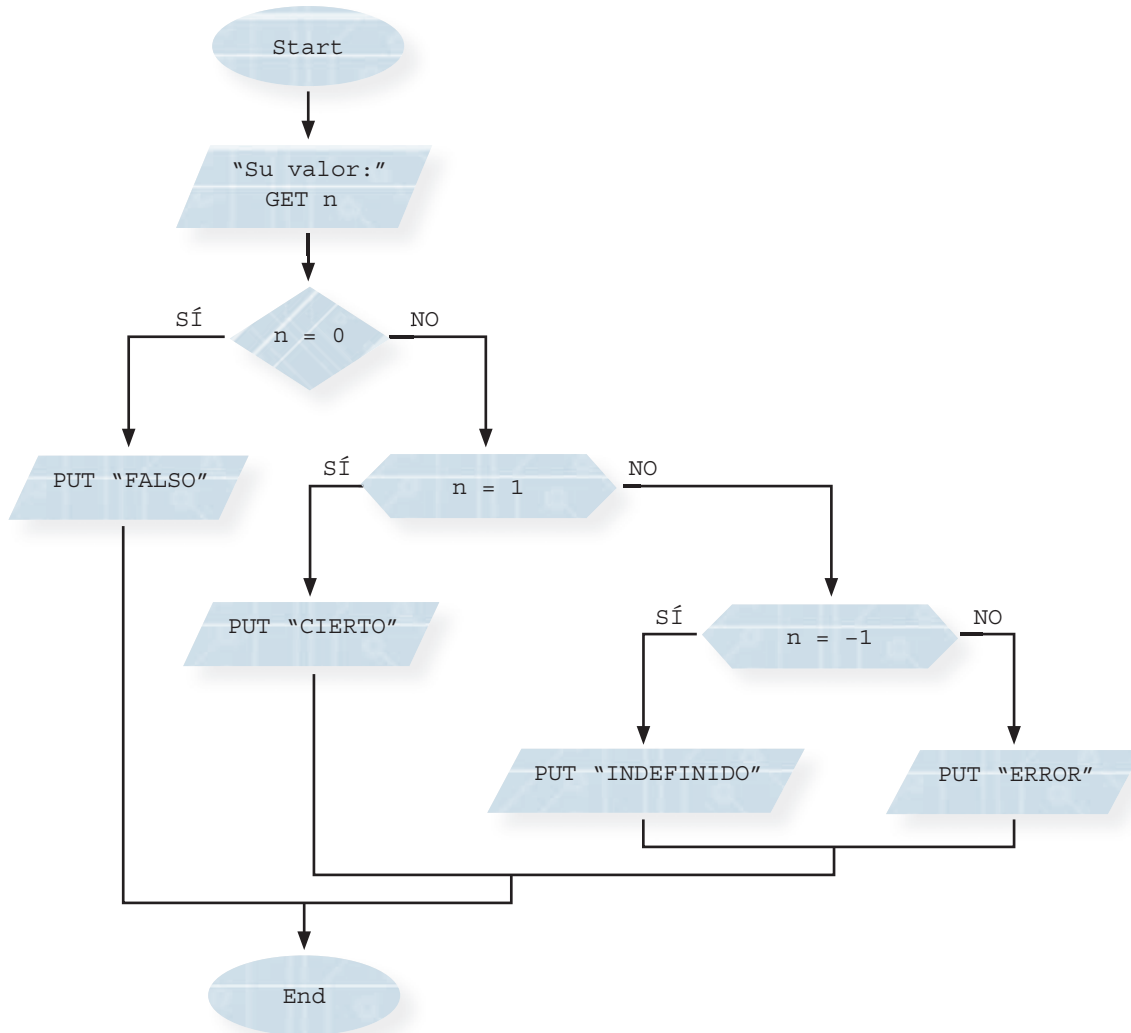 Start
“Su valor:”
GET n
SÍ
NO
n = 0
PUT “FALSO”
SÍ
NO
n = 1
PUT “CIERTO”
SÍ
NO
n = –1
PUT “INDEFINIDO”
PUT “ERROR”
End